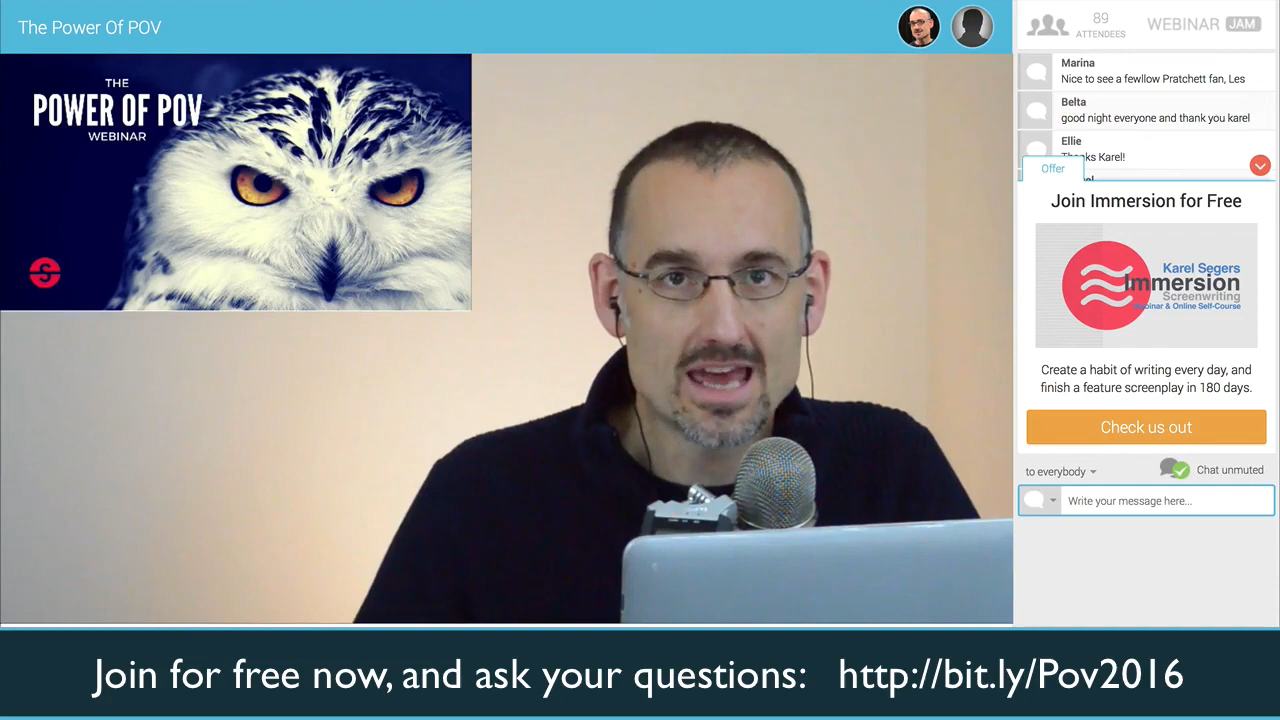 The Power Of POV
THE
POWER OF POV
WEBINAR
89
ATTENDEES
WEBINAR JAM
Marina
Nice to see a fewllow Pratchett fan, Les
Belta
good night everyone and thank you karel
Ellie
Thanks Karel!
Offer
Join Immersion for Free
Karel Segers
Immersion
Screenwriting
Webinar & Online Self-Course
Create a habit of writing every day, and
finish a feature screenplay in 180 days.
Check us out
to everybody
Chat unmuted
Write your message here...
Join for free now, and ask your questions: http://bit.ly/Pov2016